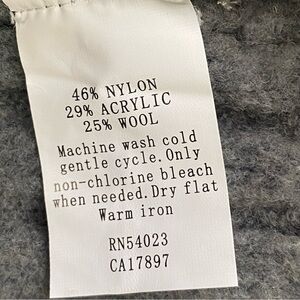 46% NYLON
29% ACRYLIC
25% WOOL
Machine wash cold
gentle cycle. Only
non-chlorine bleach
when needed. Dry flat
Warm iron
RN54023
CA17897